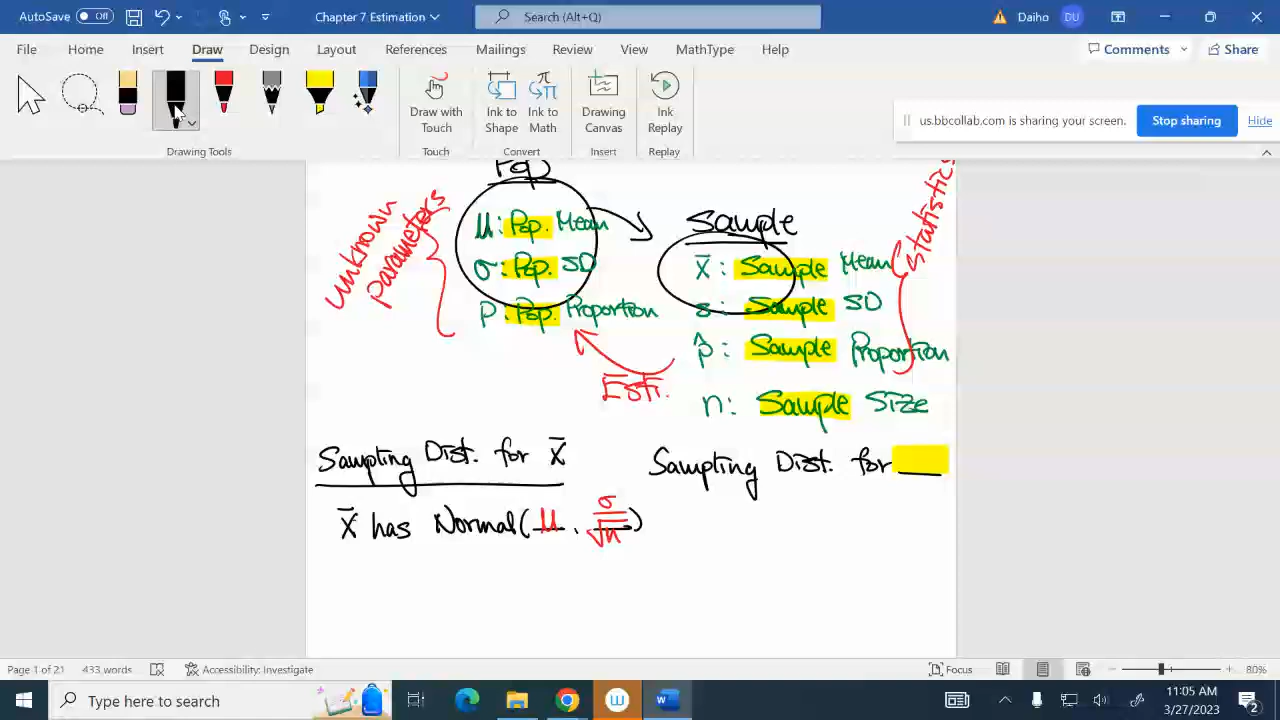 AutoSave Off
Chapter 7 Estimation
Search (Alt+Q)
Daiho DU
File Home Insert Draw Design Layout References Mailings Review View MathType Help
Comments Share
Draw with Touch
Ink to Shape
Ink to Math
Drawing Canvas
Ink Replay
Drawing Tools Touch Convert Insert Replay
us.bbcollab.com is sharing your screen. Stop sharing Hide
Pop
unknown parameters
μ: Pop. Mean
σ: Pop. SD
p: Pop. Proportion
Sample
x̄: Sample Mean
s: Sample SD
p̂: Sample Proportion
n: Sample Size
Statistics
Esti.
Sampling Dist. for x̄
Sampling Dist. for ___
x̄ has Normal(μ, σ/√n)
Page 1 of 21 433 words Accessibility: Investigate Focus 80%
Type here to search
11:05 AM
3/27/2023
2